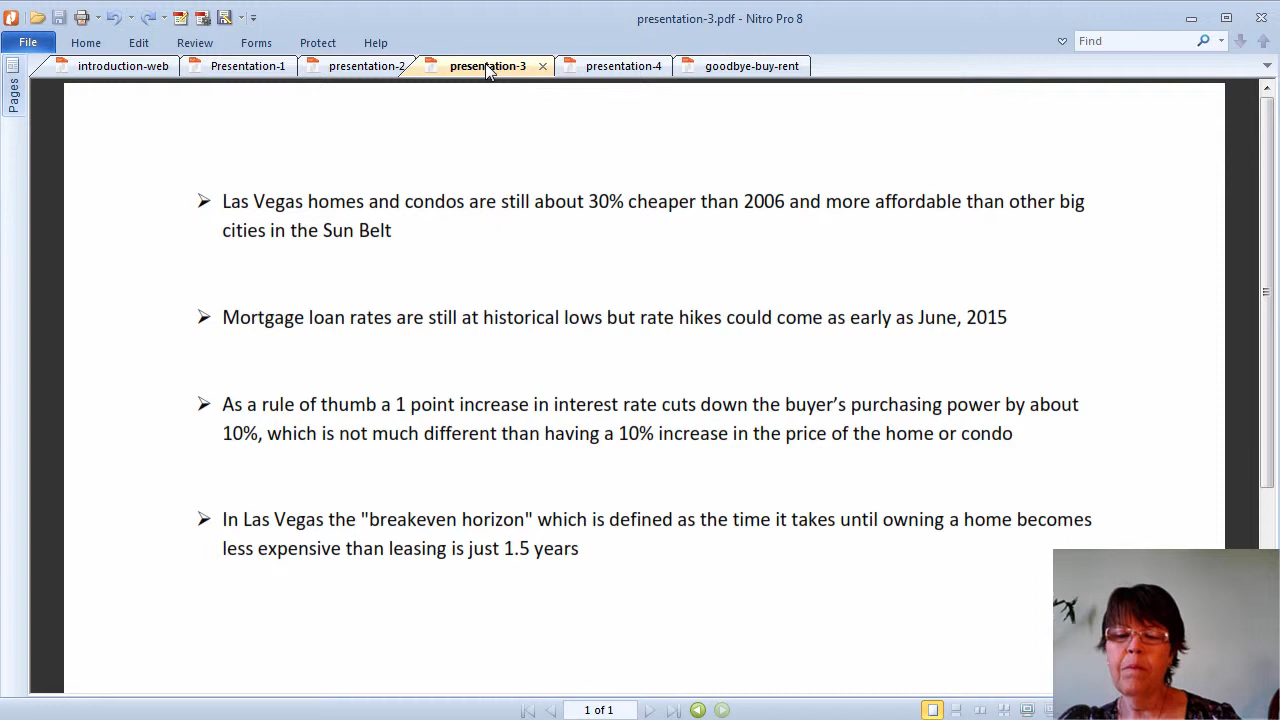 presentation-3.pdf - Nitro Pro 8
File Home Edit Review Forms Protect Help Find
introduction-web Presentation-1 presentation-2 presentation-3 presentation-4 goodbye-buy-rent
Pages
Las Vegas homes and condos are still about 30% cheaper than 2006 and more affordable than other big
cities in the Sun Belt
Mortgage loan rates are still at historical lows but rate hikes could come as early as June, 2015
As a rule of thumb a 1 point increase in interest rate cuts down the buyer’s purchasing power by about
10%, which is not much different than having a 10% increase in the price of the home or condo
In Las Vegas the "breakeven horizon" which is defined as the time it takes until owning a home becomes
less expensive than leasing is just 1.5 years
1 of 1